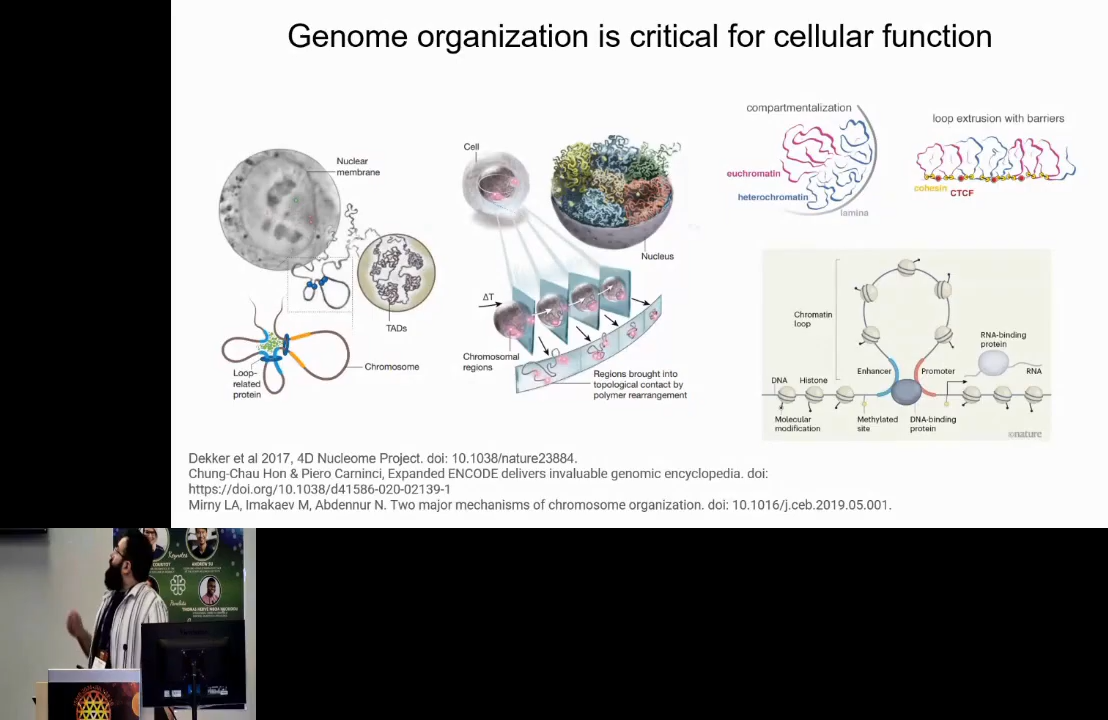 Genome organization is critical for cellular function
Nuclear
membrane
TADs
Loop-
related
protein
Chromosome
Cell
Nucleus
ΔT
Chromosomal
regions
Regions brought into
topological contact by
polymer rearrangement
compartmentalization
euchromatin
heterochromatin
lamina
loop extrusion with barriers
cohesin
CTCF
Chromatin
loop
RNA-binding
protein
Enhancer
Promoter
RNA
DNA
Histone
Molecular
modification
Methylated
site
DNA-binding
protein
©nature
Dekker et al 2017, 4D Nucleome Project. doi: 10.1038/nature23884.
Chung-Chau Hon & Piero Carninci, Expanded ENCODE delivers invaluable genomic encyclopedia. doi:
https://doi.org/10.1038/d41586-020-02139-1
Mirny LA, Imakaev M, Abdennur N. Two major mechanisms of chromosome organization. doi: 10.1016/j.ceb.2019.05.001.
Keynotes
ANDREW SU